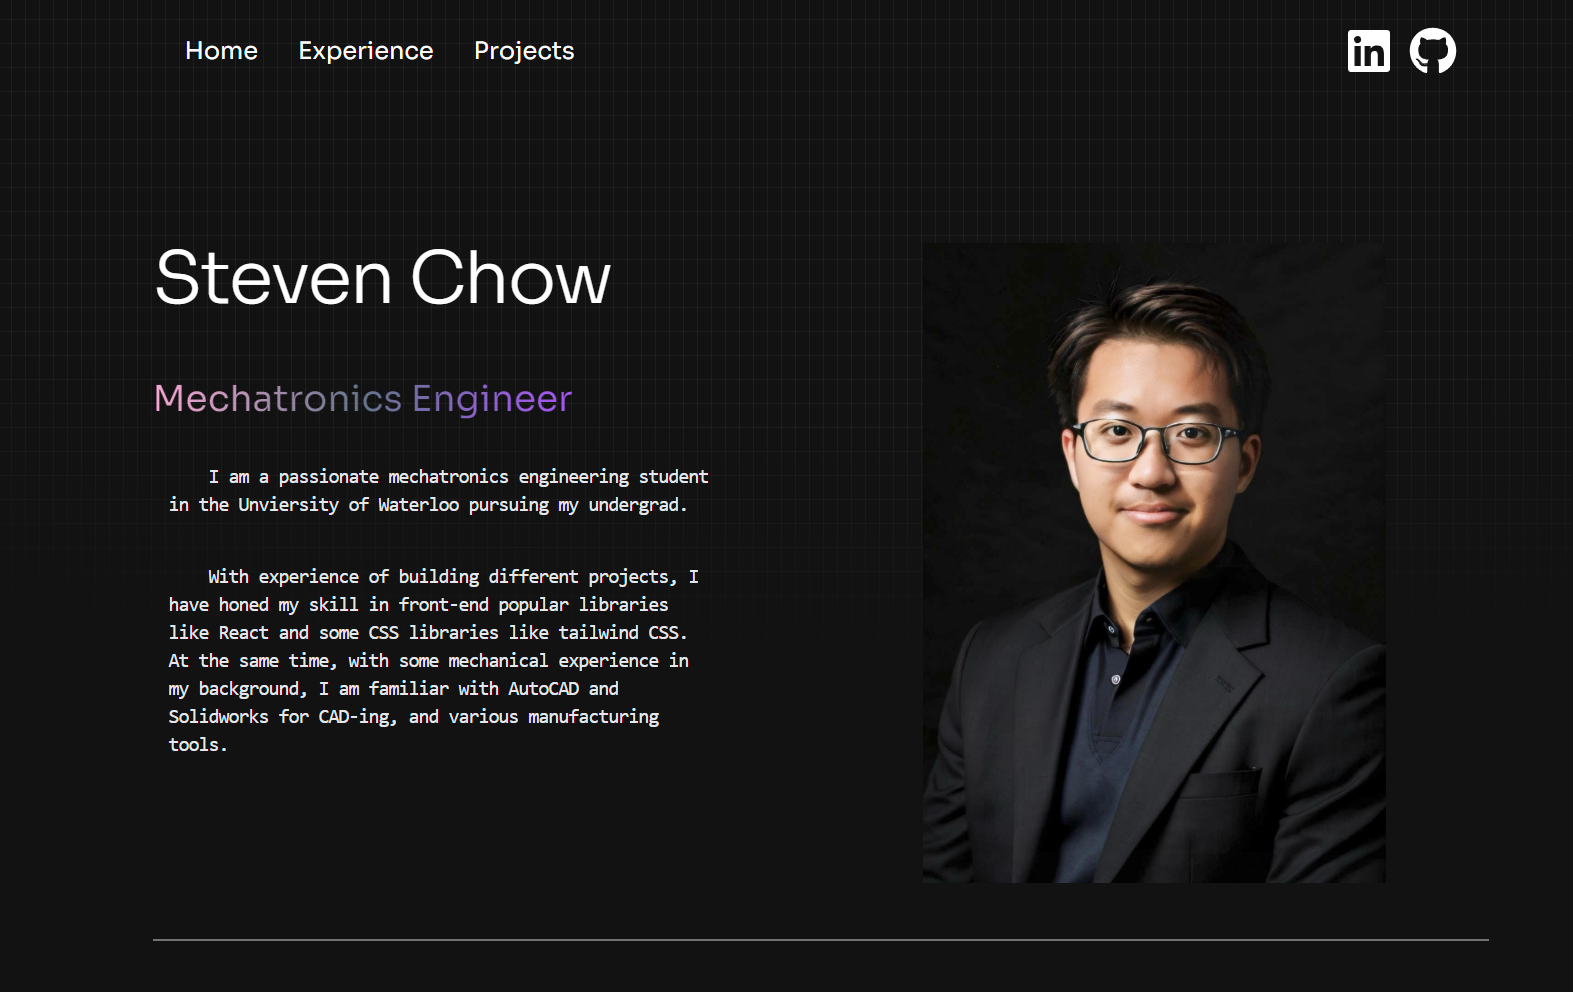 Home Experience Projects
in
Steven Chow
Mechatronics Engineer
I am a passionate mechatronics engineering student
in the Unviersity of Waterloo pursuing my undergrad.
With experience of building different projects, I
have honed my skill in front-end popular libraries
like React and some CSS libraries like tailwind CSS.
At the same time, with some mechanical experience in
my background, I am familiar with AutoCAD and
Solidworks for CAD-ing, and various manufacturing
tools.